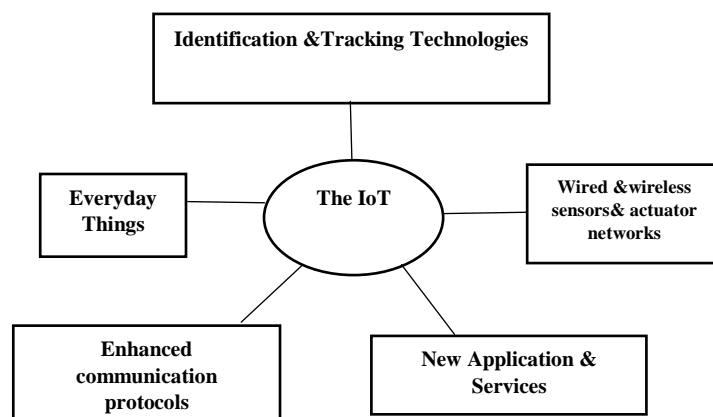 Identification &Tracking Technologies
Everyday
Things
The IoT
Wired &wireless
sensors& actuator
networks
Enhanced
communication
protocols
New Application &
Services